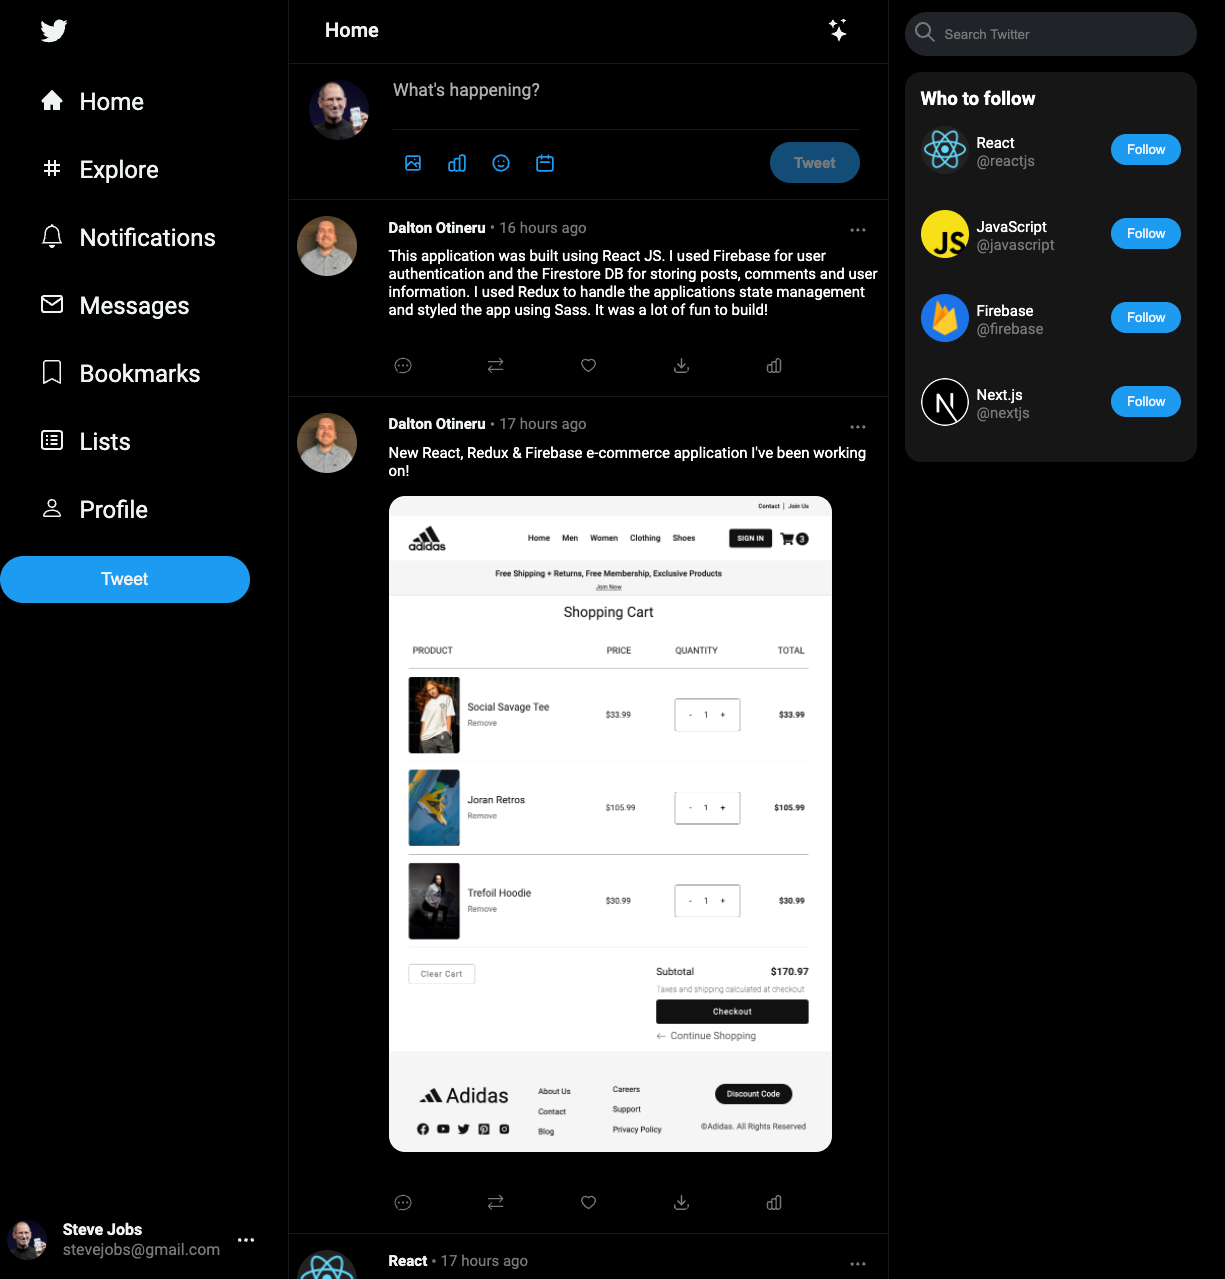 Home
Explore
Notifications
Messages
Bookmarks
Lists
Profile
Tweet
Steve Jobs
stevejobs@gmail.com
Home
What's happening?
Tweet
Dalton Otineru • 16 hours ago
This application was built using React JS. I used Firebase for user
authentication and the Firestore DB for storing posts, comments and user
information. I used Redux to handle the applications state management
and styled the app using Sass. It was a lot of fun to build!
Dalton Otineru • 17 hours ago
New React, Redux & Firebase e-commerce application I've been working
on!
Contact | Join Us
adidas
Home Men Women Clothing Shoes SIGN IN 3
Free Shipping + Returns, Free Membership, Exclusive Products
Join Now
Shopping Cart
PRODUCT PRICE QUANTITY TOTAL
Social Savage Tee
Remove
$33.99 - 1 + $33.99
Joran Retros
Remove
$105.99 - 1 + $105.99
Trefoil Hoodie
Remove
$30.99 - 1 + $30.99
Clear Cart
Subtotal $170.97
Taxes and shipping calculated at checkout
Checkout
← Continue Shopping
Adidas
About Us
Contact
Blog
Careers
Support
Privacy Policy
Discount Code
©Adidas. All Rights Reserved
React • 17 hours ago
Search Twitter
Who to follow
React
@reactjs
Follow
JS
JavaScript
@javascript
Follow
Firebase
@firebase
Follow
N
Next.js
@nextjs
Follow